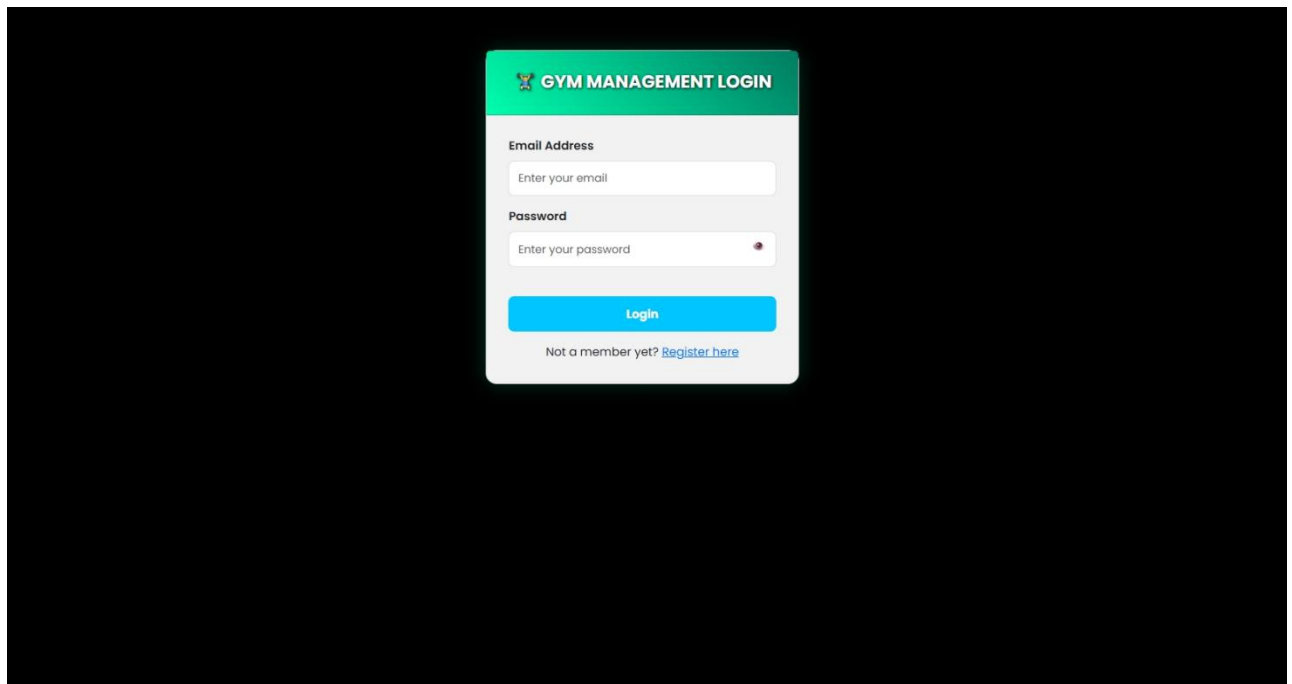 GYM MANAGEMENT LOGIN
Email Address
Enter your email
Password
Enter your password
Login
Not a member yet? Register here